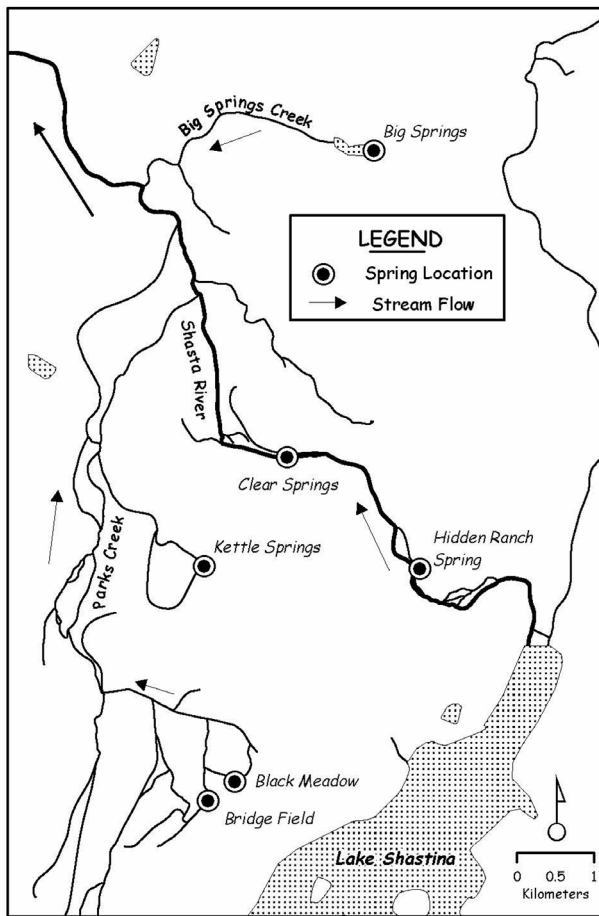 Big Springs Creek
Big Springs
LEGEND
Spring Location
Stream Flow
Shasta River
Clear Springs
Kettle Springs
Hidden Ranch
Spring
Parks Creek
Black Meadow
Bridge Field
Lake Shastina
0 0.5 1
Kilometers